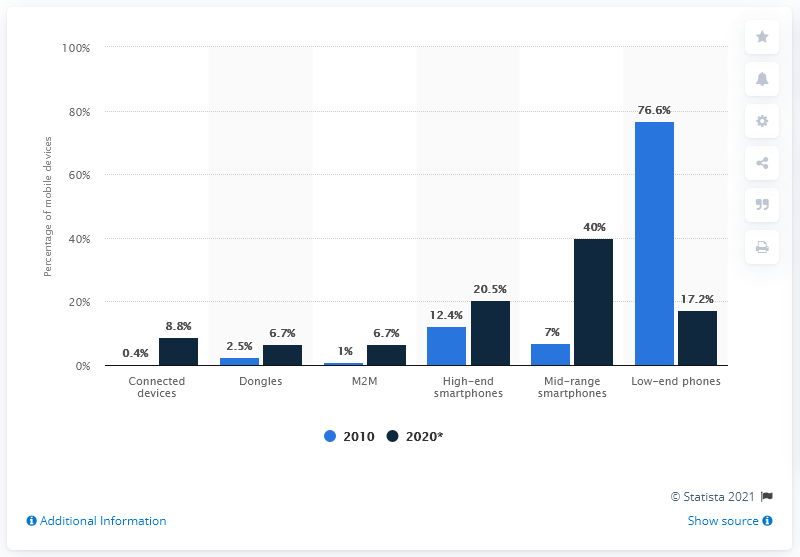 100%
80%
60%
40%
20%
0%
Percentage of mobile devices
0.4%
8.8%
2.5%
6.7%
1%
6.7%
12.4%
20.5%
7%
40%
76.6%
17.2%
Connected
devices
Dongles
M2M
High-end
smartphones
Mid-range
smartphones
Low-end phones
2010
2020*
© Statista 2021
Additional Information
Show source